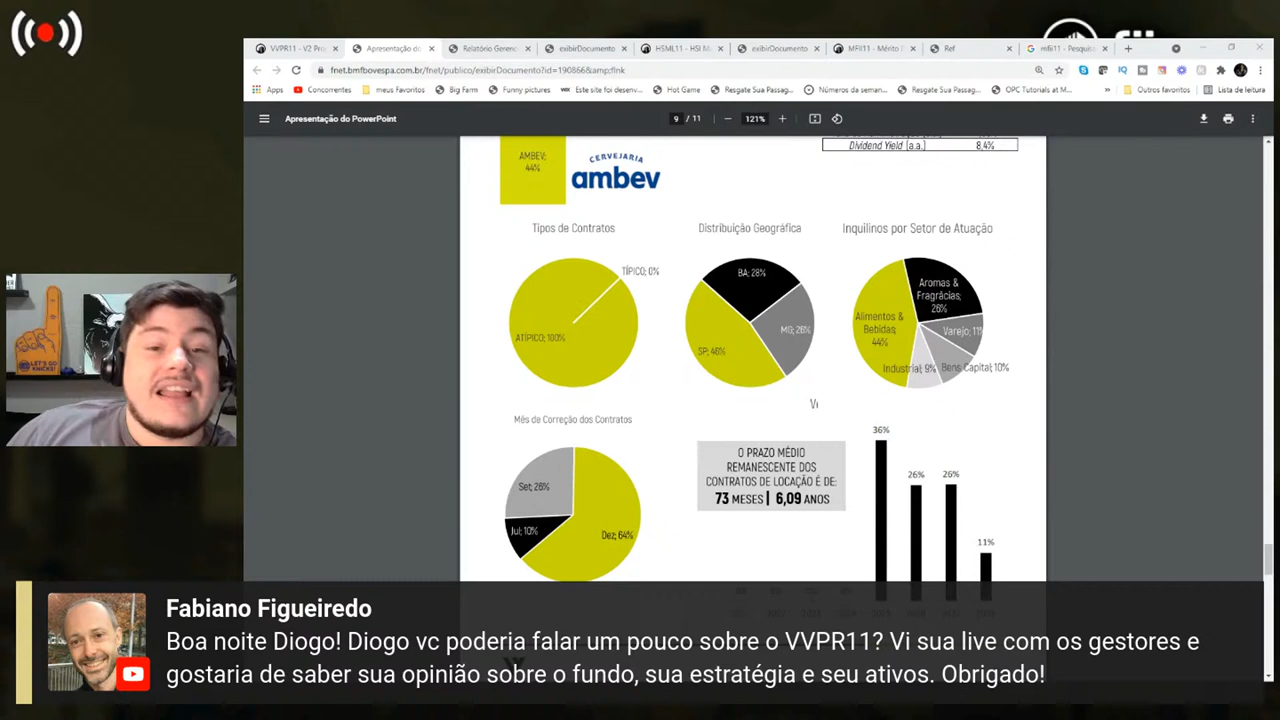 VVPR11 - V2 Pro
Apresentação do
Relatório Geren
exibirDocumento
HSML11 - HSI M
exibirDocumento
MFII11 - Mérito D
Ref
mfii11 - Pesquis
fnet.bmfbovespa.com.br/fnet/publico/exibirDocumento?id=190866&amp;flnk
Apps
Concorrentes
meus Favoritos
Big Farm
Funny pictures
Este site foi desenv...
Hot Game
Resgate Sua Passag...
Números da seman...
Resgate Sua Passag...
OPC Tutorials at M...
Outros favoritos
Lista de leitura
Apresentação do PowerPoint
9 / 11
121%
AMBEV;
44%
CERVEJARIA
ambev
Dividend Yield (a.a.)
8,4%
Tipos de Contratos
TÍPICO; 0%
ATÍPICO; 100%
Distribuição Geográfica
BA; 28%
MG; 26%
SP; 46%
Inquilinos por Setor de Atuação
Aromas &
Fragrâcias;
26%
Alimentos &
Bebidas;
44%
Varejo; 11%
Bens Capital; 10%
Industrial; 9%
Mês de Correção dos Contratos
Set; 26%
Jul; 10%
Dez; 64%
O PRAZO MÉDIO
REMANESCENTE DOS
CONTRATOS DE LOCAÇÃO É DE:
73 MESES | 6,09 ANOS
36%
26%
26%
11%
LET'S GO
KNICKS!
Fabiano Figueiredo
Boa noite Diogo! Diogo vc poderia falar um pouco sobre o VVPR11? Vi sua live com os gestores e
gostaria de saber sua opinião sobre o fundo, sua estratégia e seu ativos. Obrigado!